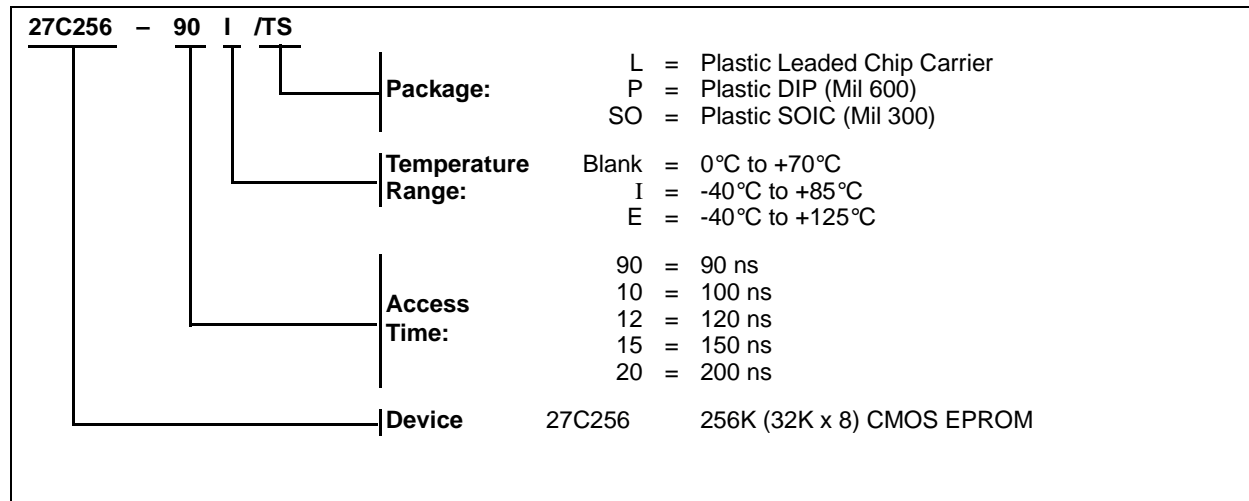 27C256 – 90 I /TS
Package: L = Plastic Leaded Chip Carrier
P = Plastic DIP (Mil 600)
SO = Plastic SOIC (Mil 300)
Temperature Range: Blank = 0°C to +70°C
I = -40°C to +85°C
E = -40°C to +125°C
Access Time: 90 = 90 ns
10 = 100 ns
12 = 120 ns
15 = 150 ns
20 = 200 ns
Device 27C256 256K (32K x 8) CMOS EPROM